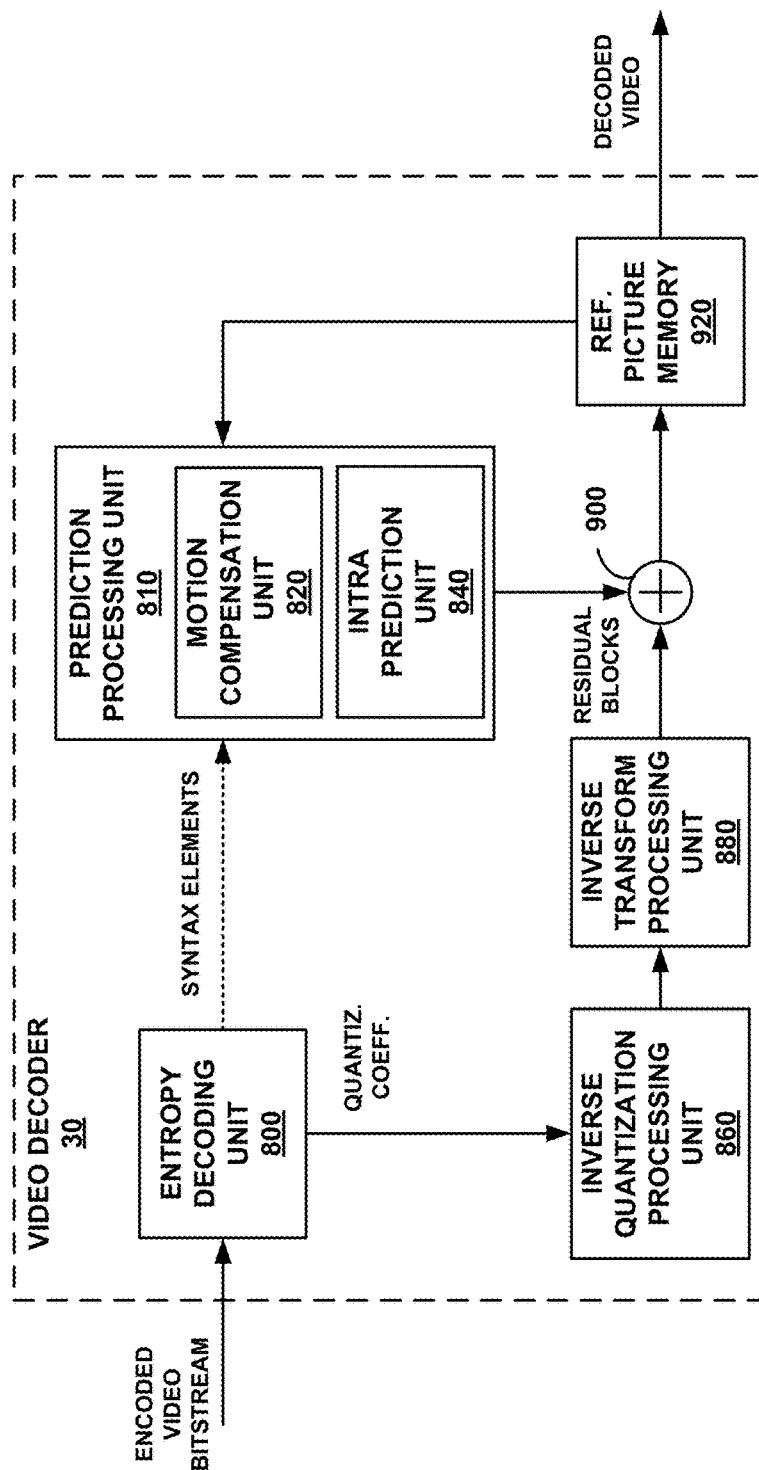 VIDEO DECODER
30
ENCODED
VIDEO
BITSTREAM
ENTROPY
DECODING
UNIT
800
SYNTAX ELEMENTS
QUANTIZ.
COEFF.
PREDICTION
PROCESSING UNIT
810
MOTION
COMPENSATION
UNIT
820
INTRA
PREDICTION
UNIT
840
INVERSE
QUANTIZATION
PROCESSING
UNIT
860
INVERSE
TRANSFORM
PROCESSING
UNIT
880
RESIDUAL
BLOCKS
900
REF.
PICTURE
MEMORY
920
DECODED
VIDEO